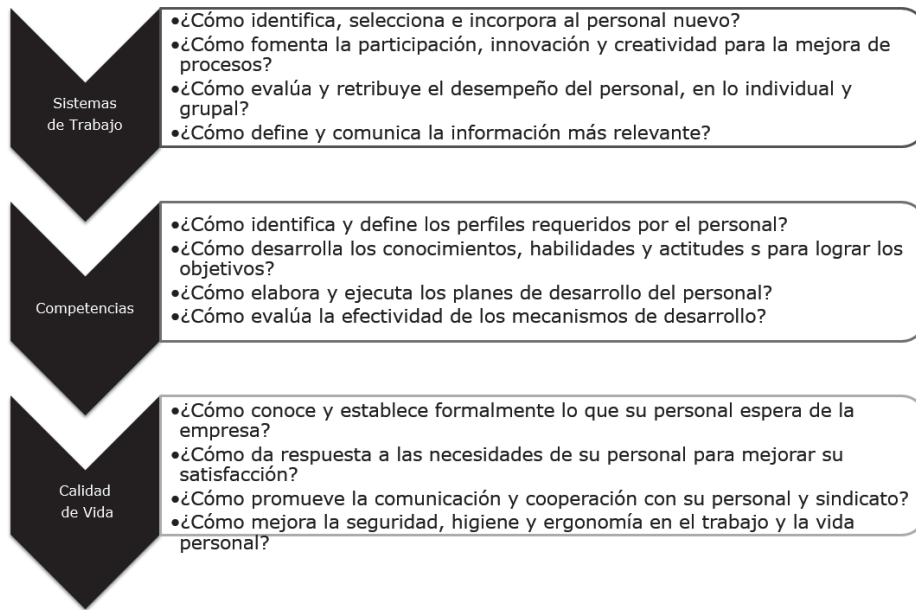 Sistemas
de Trabajo
•¿Cómo identifica, selecciona e incorpora al personal nuevo?
•¿Cómo fomenta la participación, innovación y creatividad para la mejora de
procesos?
•¿Cómo evalúa y retribuye el desempeño del personal, en lo individual y
grupal?
•¿Cómo define y comunica la información más relevante?
Competencias
•¿Cómo identifica y define los perfiles requeridos por el personal?
•¿Cómo desarrolla los conocimientos, habilidades y actitudes s para lograr los
objetivos?
•¿Cómo elabora y ejecuta los planes de desarrollo del personal?
•¿Cómo evalúa la efectividad de los mecanismos de desarrollo?
Calidad
de Vida
•¿Cómo conoce y establece formalmente lo que su personal espera de la
empresa?
•¿Cómo da respuesta a las necesidades de su personal para mejorar su
satisfacción?
•¿Cómo promueve la comunicación y cooperación con su personal y sindicato?
•¿Cómo mejora la seguridad, higiene y ergonomía en el trabajo y la vida
personal?